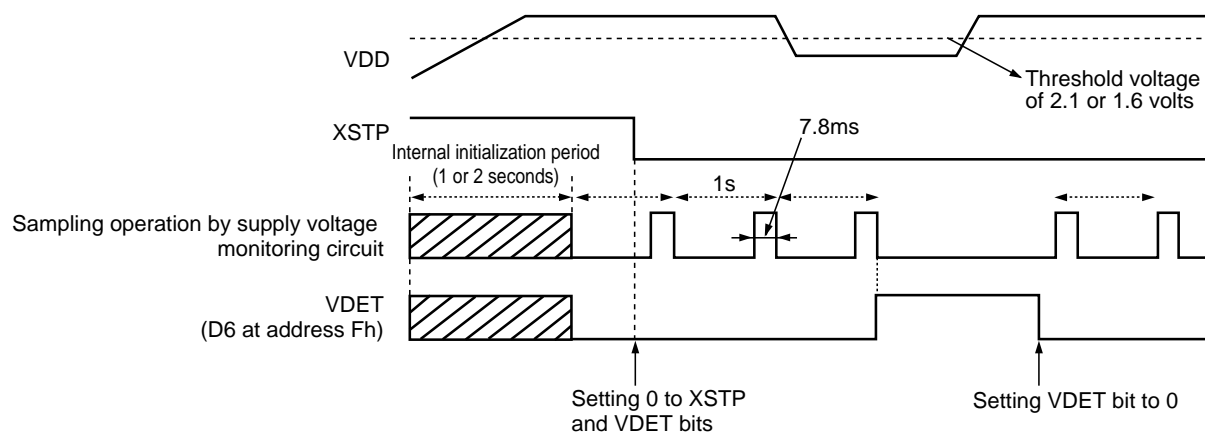 VDD
Threshold voltage
of 2.1 or 1.6 volts
XSTP
7.8ms
Internal initialization period
(1 or 2 seconds)
1s
Sampling operation by supply voltage
monitoring circuit
VDET
(D6 at address Fh)
Setting 0 to XSTP
and VDET bits
Setting VDET bit to 0